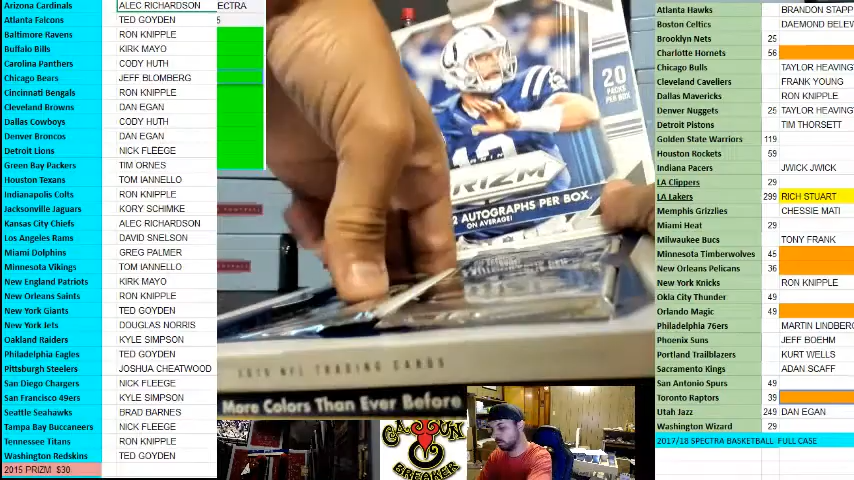 Arizona Cardinals ALEC RICHARDSON ECTRA
Atlanta Falcons TED GOYDEN 5
Baltimore Ravens RON KNIPPLE
Buffalo Bills KIRK MAYO
Carolina Panthers CODY HUTH
Chicago Bears JEFF BLOMBERG
Cincinnati Bengals RON KNIPPLE
Cleveland Browns DAN EGAN
Dallas Cowboys CODY HUTH
Denver Broncos DAN EGAN
Detroit Lions NICK FLEEGE
Green Bay Packers TIM ORNES
Houston Texans TOM IANNELLO
Indianapolis Colts RON KNIPPLE
Jacksonville Jaguars KORY SCHIMKE
Kansas City Chiefs ALEC RICHARDSON
Los Angeles Rams DAVID SNELSON
Miami Dolphins GREG PALMER
Minnesota Vikings TOM IANNELLO
New England Patriots KIRK MAYO
New Orleans Saints RON KNIPPLE
New York Giants TED GOYDEN
New York Jets DOUGLAS NORRIS
Oakland Raiders KYLE SIMPSON
Philadelphia Eagles TED GOYDEN
Pittsburgh Steelers JOSHUA CHEATWOOD
San Diego Chargers NICK FLEEGE
San Francisco 49ers KYLE SIMPSON
Seattle Seahawks BRAD BARNES
Tampa Bay Buccaneers NICK FLEEGE
Tennessee Titans RON KNIPPLE
Washington Redskins TED GOYDEN
2015 PRIZM $30
20
PACKS
PER BOX
RIZM
2 AUTOGRAPHS PER BOX
ON AVERAGE!
2015 NFL TRADING CARDS
More Colors Than Ever Before
CAJUN
BREAKER
Atlanta Hawks BRANDON STAPP
Boston Celtics DAEMOND BELEW
Brooklyn Nets 25
Charlotte Hornets 56
Chicago Bulls TAYLOR HEAVING
Cleveland Caveliers FRANK YOUNG
Dallas Mavericks RON KNIPPLE
Denver Nuggets 25 TAYLOR HEAVING
Detroit Pistons TIM THORSETT
Golden State Warriors 119
Houston Rockets 59
Indiana Pacers JWICK JWICK
LA Clippers 29
LA Lakers 299 RICH STUART
Memphis Grizzlies CHESSIE MATI
Miami Heat 29
Milwaukee Bucs TONY FRANK
Minnesota Timberwolves 45
New Orleans Pelicans 36
New York Knicks RON KNIPPLE
Okla City Thunder 49
Orlando Magic 49
Philadelphia 76ers MARTIN LINDBERG
Phoenix Suns JEFF BOEHM
Portland Trailblazers KURT WELLS
Sacramento Kings ADAN SCAFF
San Antonio Spurs 49
Toronto Raptors 39
Utah Jazz 249 DAN EGAN
Washington Wizard 29
2017/18 SPECTRA BASKETBALL FULL CASE